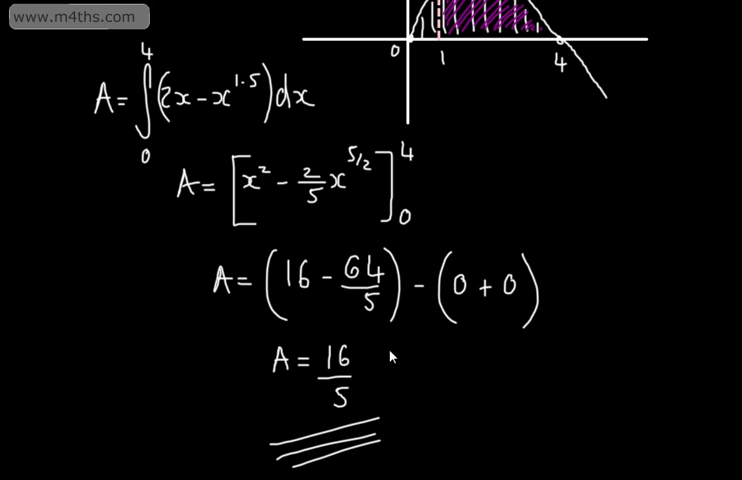 www.m4ths.com
0 1 4
A = ∫₀⁴ (2x − x^1.5) dx
A = [x² − 2/5 x^5/2]₀⁴
A = (16 − 64/5) − (0 + 0)
A = 16/5